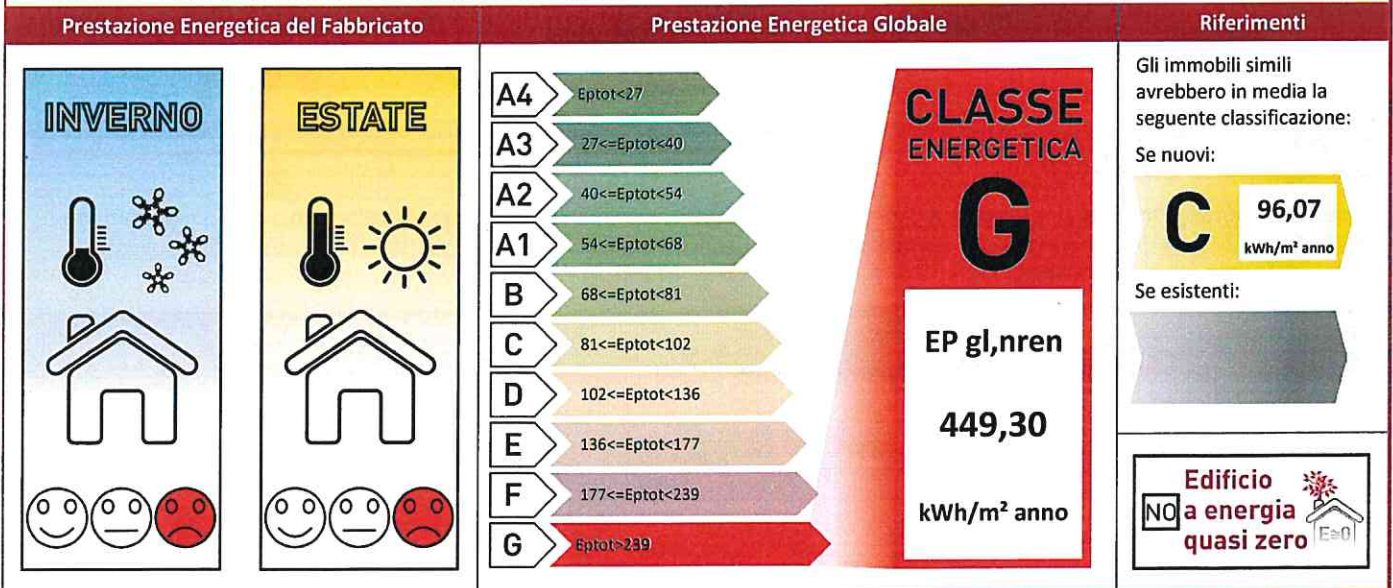 Prestazione Energetica del Fabbricato
Prestazione Energetica Globale
Riferimenti
INVERNO
ESTATE
A4 Eptot<27
A3 27<=Eptot<40
A2 40<=Eptot<54
A1 54<=Eptot<68
B 68<=Eptot<81
C 81<=Eptot<102
D 102<=Eptot<136
E 136<=Eptot<177
F 177<=Eptot<239
G Eptot>239
CLASSE
ENERGETICA
G
EP gl,nren
449,30
kWh/m² anno
Gli immobili simili
avrebbero in media la
seguente classificazione:
Se nuovi:
C 96,07
kWh/m² anno
Se esistenti:
Edificio
NO a energia
quasi zero E≅0